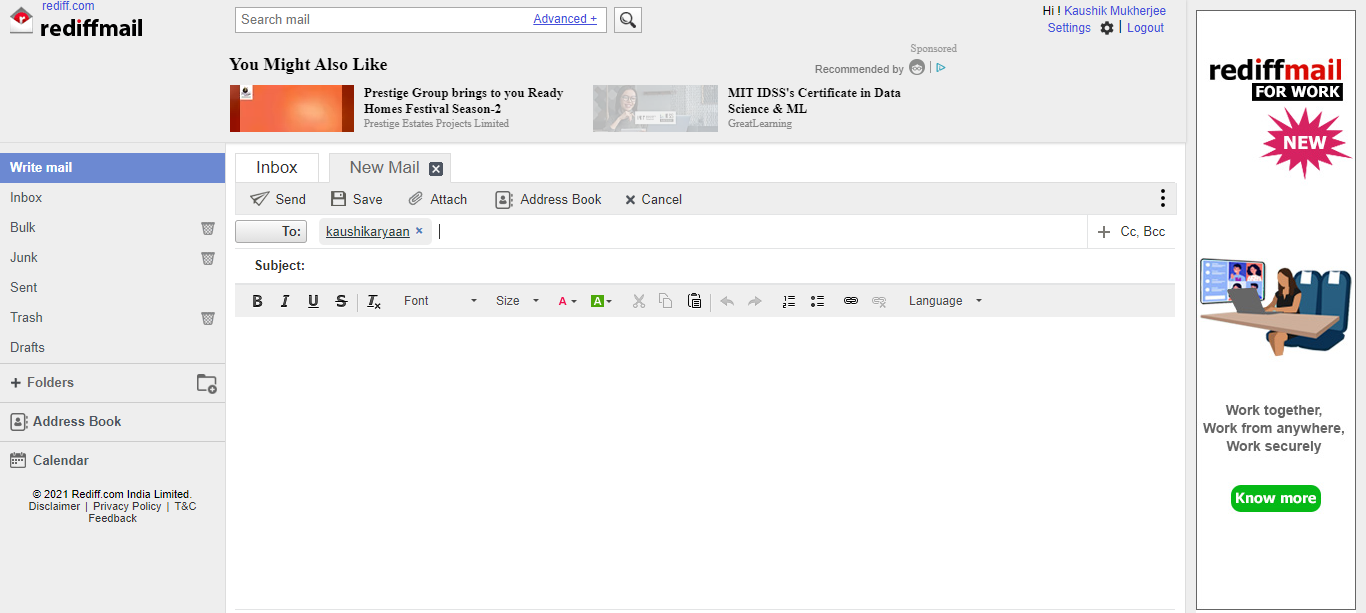 rediff.com
rediffmail
Search mail
Advanced +
Hi ! Kaushik Mukherjee
Settings | Logout
You Might Also Like
Sponsored
Recommended by
Prestige Group brings to you Ready
Homes Festival Season-2
Prestige Estates Projects Limited
MIT IDSS's Certificate in Data
Science & ML
GreatLearning
Write mail
Inbox
Bulk
Junk
Sent
Trash
Drafts
+ Folders
Address Book
Calendar
© 2021 Rediff.com India Limited.
Disclaimer | Privacy Policy | T&C
Feedback
Inbox
New Mail
Send Save Attach Address Book Cancel
To: kaushikaryaan × + Cc, Bcc
Subject:
B I U S Tx Font Size A A Language
rediffmail
FOR WORK
NEW
Work together,
Work from anywhere,
Work securely
Know more